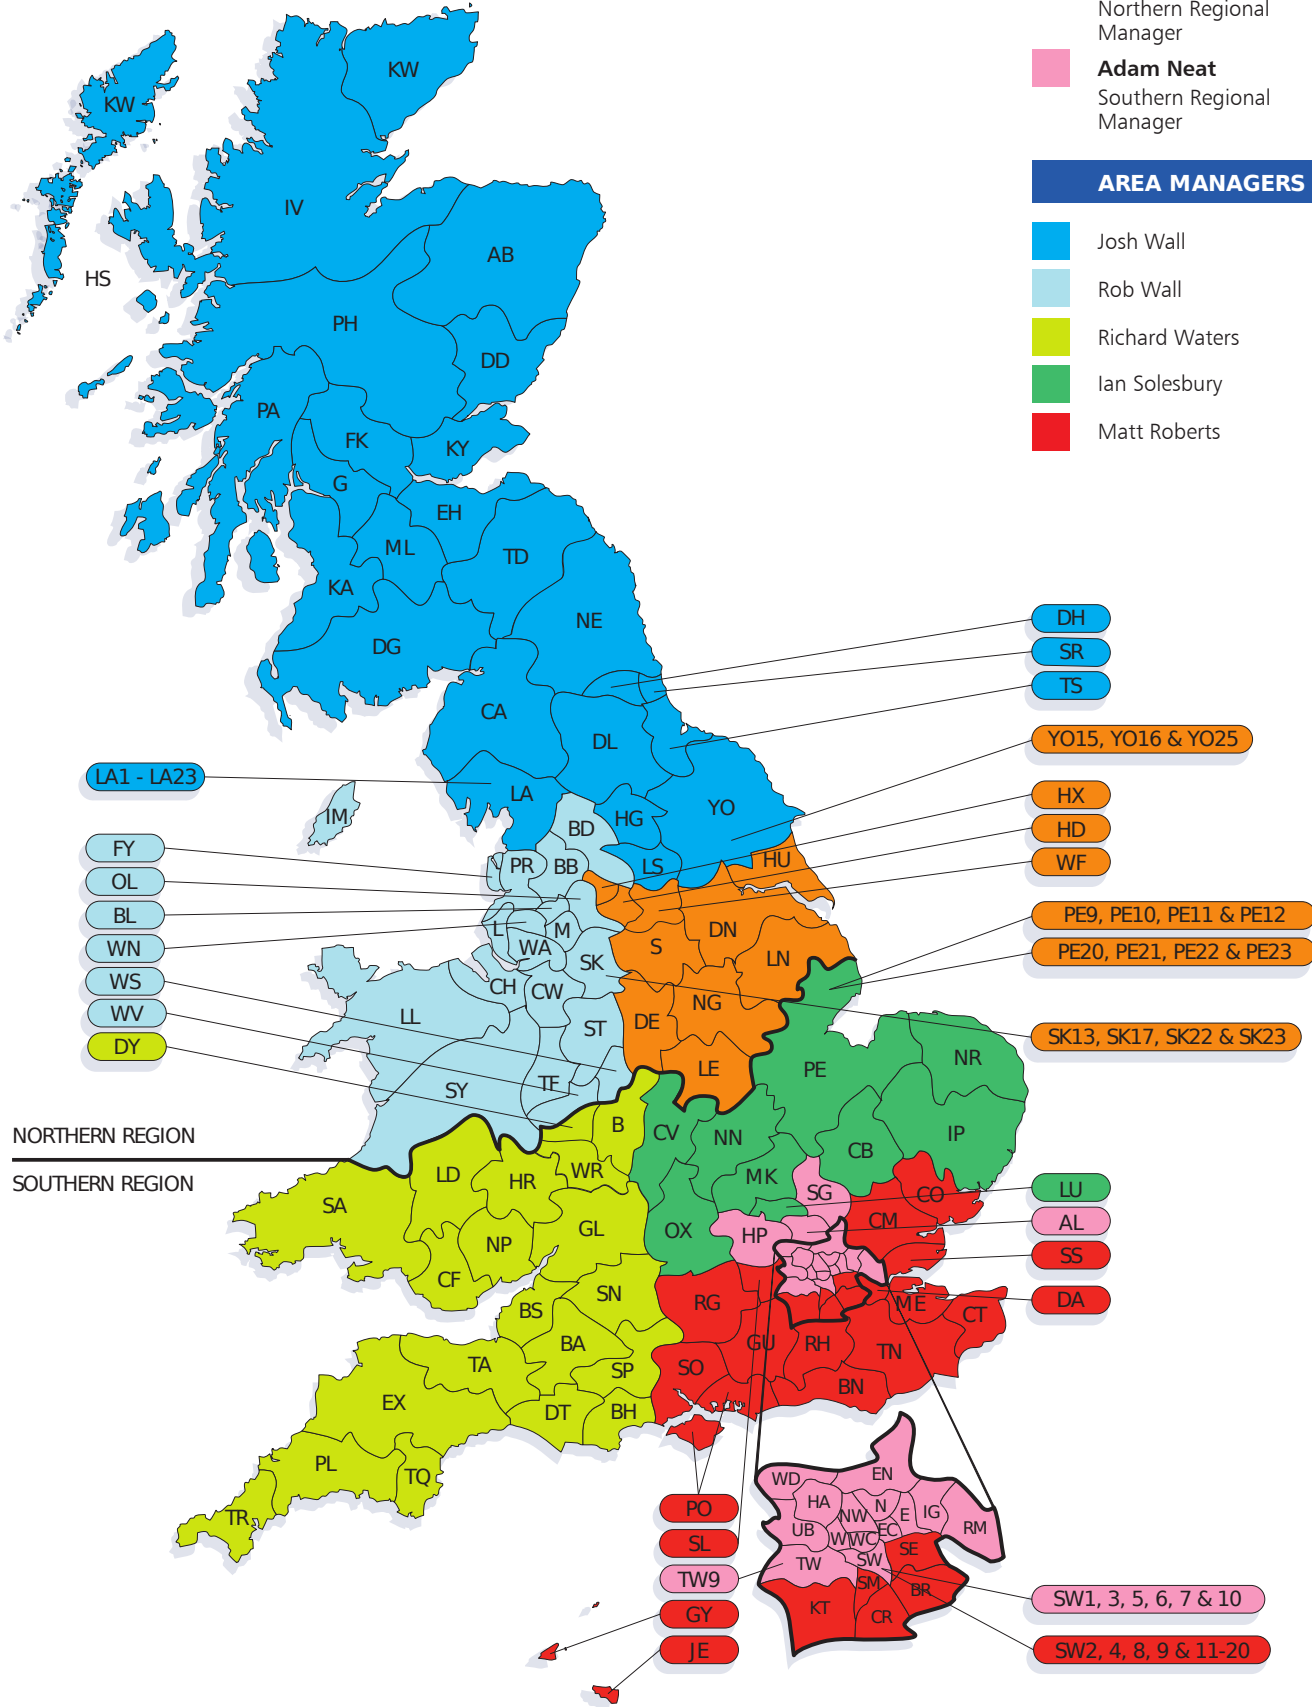 Northern Regional
Manager
Adam Neat
Southern Regional
Manager
AREA MANAGERS
Josh Wall
Rob Wall
Richard Waters
Ian Solesbury
Matt Roberts
KW
KW
IV
HS
AB
PH
DD
PA
FK
KY
G
EH
ML
TD
KA
NE
DG
DH
SR
TS
CA
DL
YO15, YO16 & YO25
LA1 - LA23
LA
HG
YO
HX
IM
BD
HD
FY
PR
BB
LS
HU
WF
OL
BL
L
M
DN
PE9, PE10, PE11 & PE12
WN
WA
SK
S
LN
PE20, PE21, PE22 & PE23
WS
CH
CW
NG
WV
LL
ST
DE
SK13, SK17, SK22 & SK23
DY
SY
TF
LE
PE
NR
NORTHERN REGION
SOUTHERN REGION
B
CV
NN
CB
IP
LD
HR
WR
MK
SG
LU
SA
CO
AL
NP
GL
OX
HP
CM
SS
CF
SN
DA
BS
RG
ME
CT
BA
GU
RH
TN
TA
SP
SO
BN
EX
DT
BH
PL
TQ
WD
EN
TR
HA
NW
N
E
IG
RM
PO
UB
W
WC
EC
SL
TW
SW
SE
TW9
SM
BR
SW1, 3, 5, 6, 7 & 10
GY
KT
CR
JE
SW2, 4, 8, 9 & 11-20